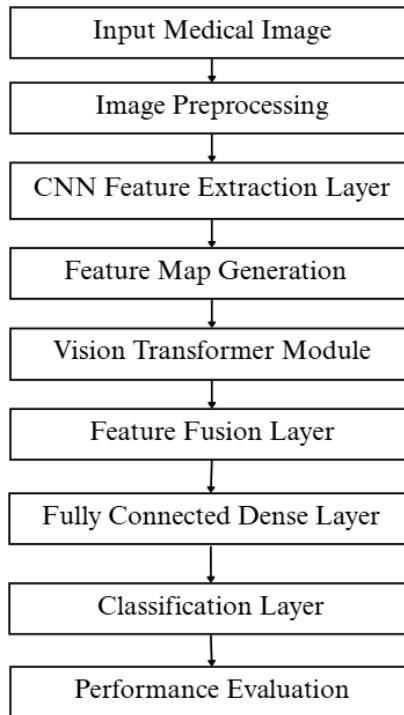 Input Medical Image
Image Preprocessing
CNN Feature Extraction Layer
Feature Map Generation
Vision Transformer Module
Feature Fusion Layer
Fully Connected Dense Layer
Classification Layer
Performance Evaluation